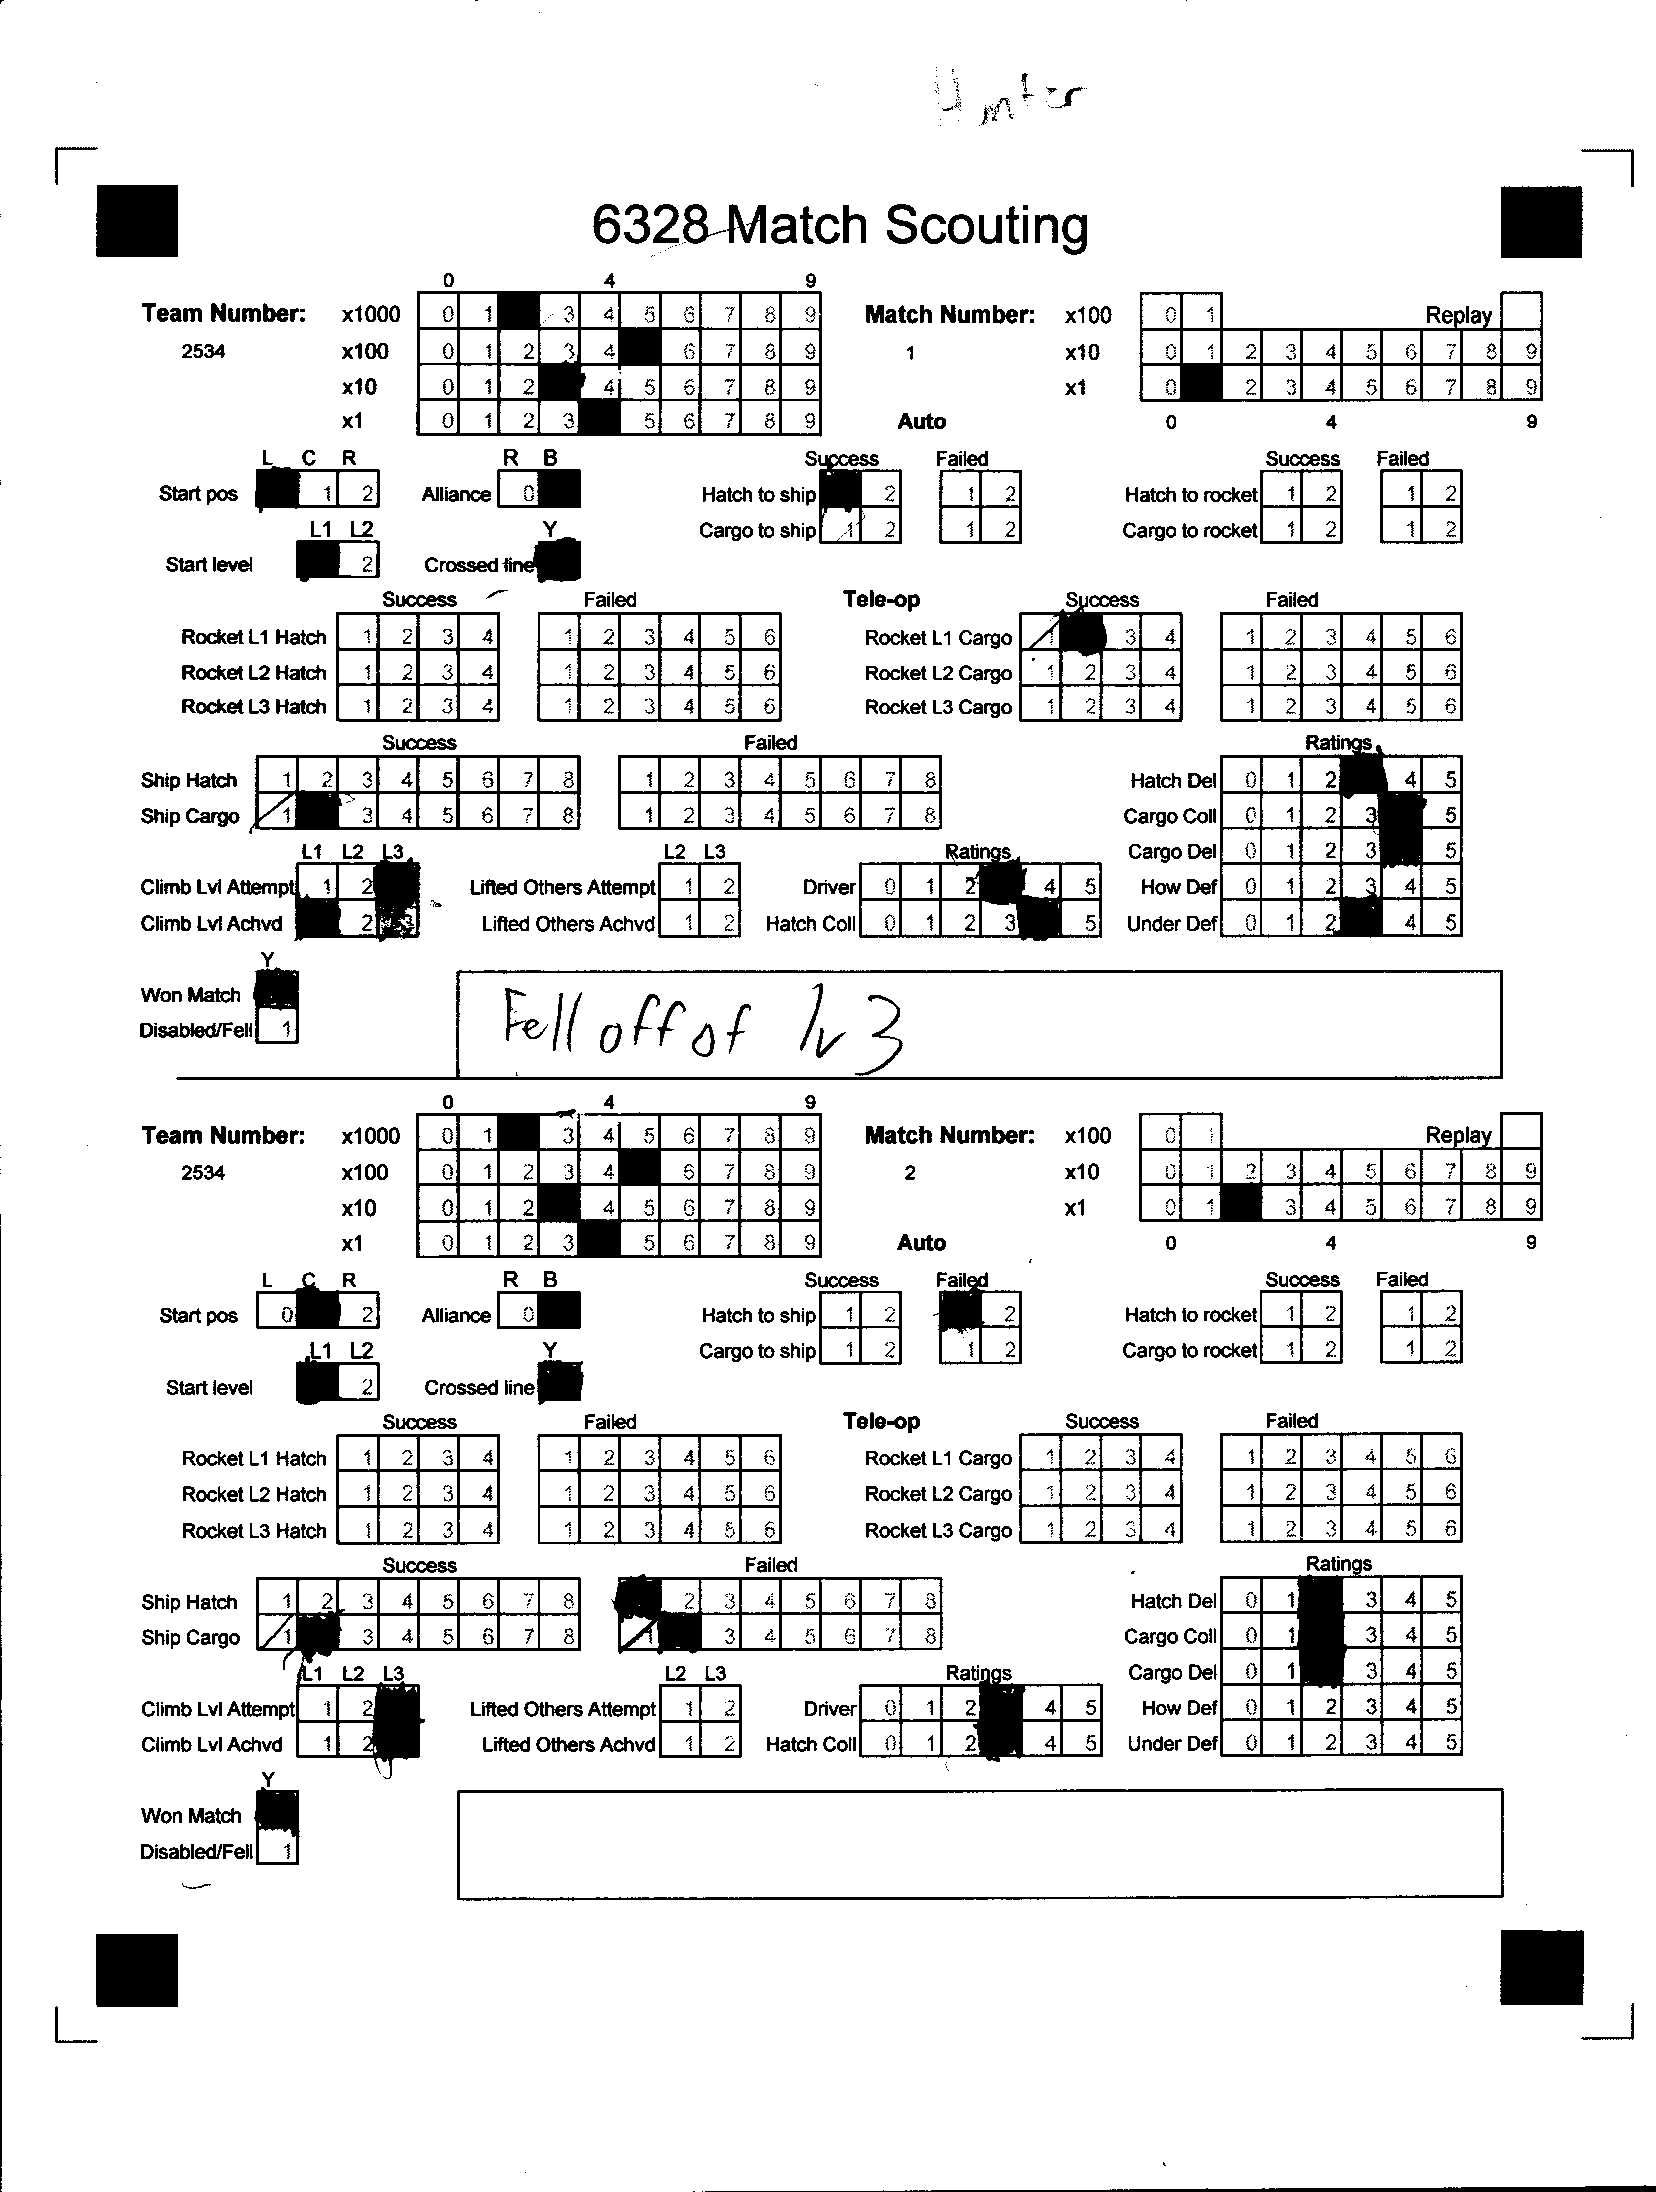 Hunter
6328 Match Scouting
0 4 9
Team Number: x1000 0 1 3 4 5 6 7 8 9 Match Number: x100 0 1 Replay
2534 x100 0 1 2 3 4 6 7 8 9 1 x10 0 1 2 3 4 5 6 7 8 9
x10 0 1 2 4 5 6 7 8 9 x1 0 2 3 4 5 6 7 8 9
x1 0 1 2 3 5 6 7 8 9 Auto 0 4 9
L C R R B Success Failed Success Failed
Start pos 1 2 Alliance 0 Hatch to ship 2 1 2 Hatch to rocket 1 2 1 2
L1 L2 Y Cargo to ship 1 2 1 2 Cargo to rocket 1 2 1 2
Start level 2 Crossed line
Success Failed Tele-op Success Failed
Rocket L1 Hatch 1 2 3 4 1 2 3 4 5 6 Rocket L1 Cargo 1 3 4 1 2 3 4 5 6
Rocket L2 Hatch 1 2 3 4 1 2 3 4 5 6 Rocket L2 Cargo 1 2 3 4 1 2 3 4 5 6
Rocket L3 Hatch 1 2 3 4 1 2 3 4 5 6 Rocket L3 Cargo 1 2 3 4 1 2 3 4 5 6
Success Failed Ratings
Ship Hatch 1 2 3 4 5 6 7 8 1 2 3 4 5 6 7 8 Hatch Del 0 1 2 4 5
Ship Cargo 1 3 4 5 6 7 8 1 2 3 4 5 6 7 8 Cargo Coll 0 1 2 3 5
L1 L2 L3 L2 L3 Ratings Cargo Del 0 1 2 3 5
Climb Lvl Attempt 1 2 Lifted Others Attempt 1 2 Driver 0 1 2 4 5 How Def 0 1 2 3 4 5
Climb Lvl Achvd 2 3 Lifted Others Achvd 1 2 Hatch Coll 0 1 2 3 5 Under Def 0 1 2 4 5
Y
Won Match
Disabled/Fell 1
Fell off of lv 3
0 4 9
Team Number: x1000 0 1 3 4 5 6 7 8 9 Match Number: x100 0 1 Replay
2534 x100 0 1 2 3 4 6 7 8 9 2 x10 0 1 2 3 4 5 6 7 8 9
x10 0 1 2 4 5 6 7 8 9 x1 0 1 3 4 5 6 7 8 9
x1 0 1 2 3 5 6 7 8 9 Auto 0 4 9
L C R R B Success Failed Success Failed
Start pos 0 2 Alliance 0 Hatch to ship 1 2 2 Hatch to rocket 1 2 1 2
L1 L2 Y Cargo to ship 1 2 1 2 Cargo to rocket 1 2 1 2
Start level 2 Crossed line
Success Failed Tele-op Success Failed
Rocket L1 Hatch 1 2 3 4 1 2 3 4 5 6 Rocket L1 Cargo 1 2 3 4 1 2 3 4 5 6
Rocket L2 Hatch 1 2 3 4 1 2 3 4 5 6 Rocket L2 Cargo 1 2 3 4 1 2 3 4 5 6
Rocket L3 Hatch 1 2 3 4 1 2 3 4 5 6 Rocket L3 Cargo 1 2 3 4 1 2 3 4 5 6
Success Failed Ratings
Ship Hatch 1 2 3 4 5 6 7 8 2 3 4 5 6 7 8 Hatch Del 0 1 3 4 5
Ship Cargo 1 3 4 5 6 7 8 1 3 4 5 6 7 8 Cargo Coll 0 1 3 4 5
L1 L2 L3 L2 L3 Ratings Cargo Del 0 1 3 4 5
Climb Lvl Attempt 1 2 Lifted Others Attempt 1 2 Driver 0 1 2 4 5 How Def 0 1 2 3 4 5
Climb Lvl Achvd 1 2 Lifted Others Achvd 1 2 Hatch Coll 0 1 2 4 5 Under Def 0 1 2 3 4 5
Y
Won Match
Disabled/Fell 1